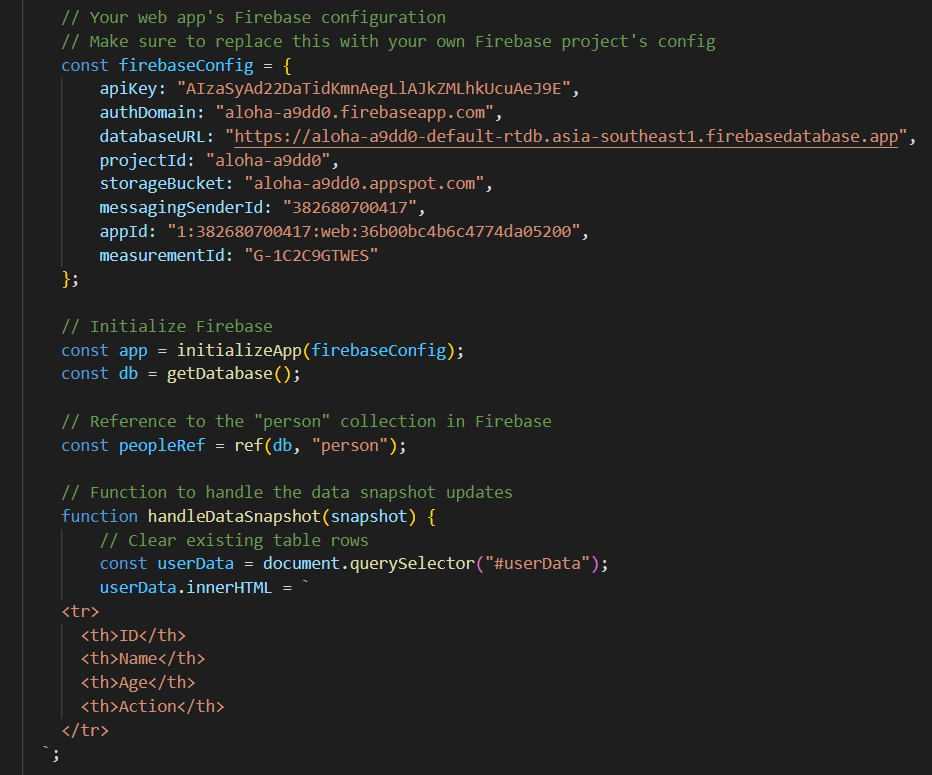 // Your web app's Firebase configuration
// Make sure to replace this with your own Firebase project's config
const firebaseConfig = {
apiKey: "AIzaSyAd22DaTidKmnAegLlAJkZMLhkUcuAeJ9E",
authDomain: "aloha-a9dd0.firebaseapp.com",
databaseURL: "https://aloha-a9dd0-default-rtdb.asia-southeast1.firebasedatabase.app",
projectId: "aloha-a9dd0",
storageBucket: "aloha-a9dd0.appspot.com",
messagingSenderId: "382680700417",
appId: "1:382680700417:web:36b00bc4b6c4774da05200",
measurementId: "G-1C2C9GTWES"
};
// Initialize Firebase
const app = initializeApp(firebaseConfig);
const db = getDatabase();
// Reference to the "person" collection in Firebase
const peopleRef = ref(db, "person");
// Function to handle the data snapshot updates
function handleDataSnapshot(snapshot) {
// Clear existing table rows
const userData = document.querySelector("#userData");
userData.innerHTML = `
<tr>
<th>ID</th>
<th>Name</th>
<th>Age</th>
<th>Action</th>
</tr>
`;